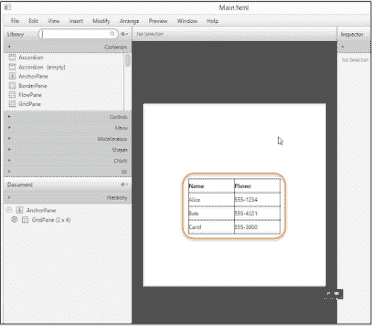 Main.fxml
File Edit View Insert Modify Arrange Preview Window Help
Library
No Selection
Inspector
Containers
Accordion
Accordion (empty)
AnchorPane
BorderPane
FlowPane
GridPane
No Selection
Controls
Menu
Miscellaneous
Shapes
Charts
3D
Document
Hierarchy
AnchorPane
GridPane (2 x 4)
Name Phone
Alice 555-1234
Bob 555-4321
Carol